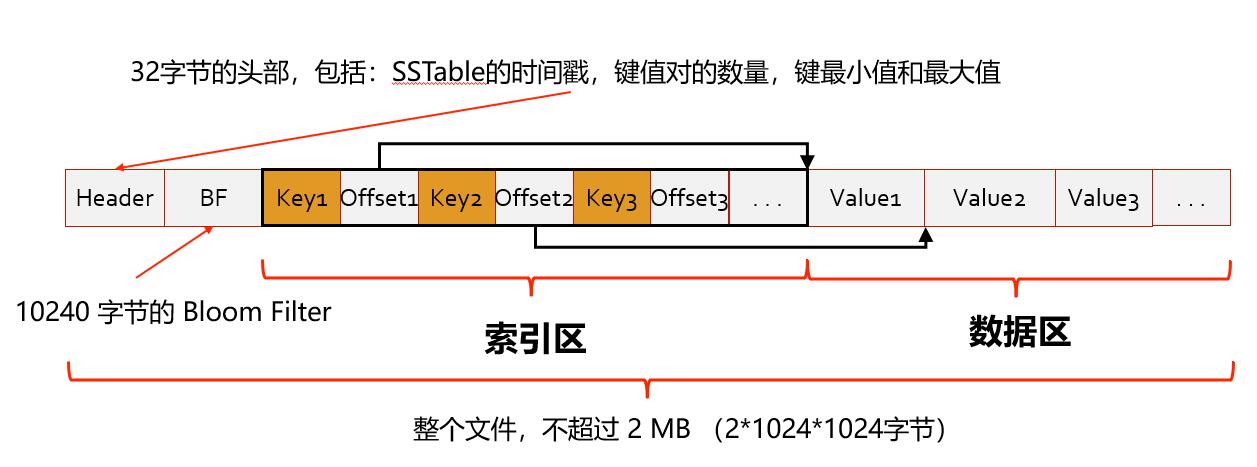 32字节的头部，包括：SSTable的时间戳，键值对的数量，键最小值和最大值
Header BF Key1 Offset1 Key2 Offset2 Key3 Offset3 ... Value1 Value2 Value3 ...
10240 字节的 Bloom Filter
索引区 数据区
整个文件，不超过 2 MB （2*1024*1024字节）